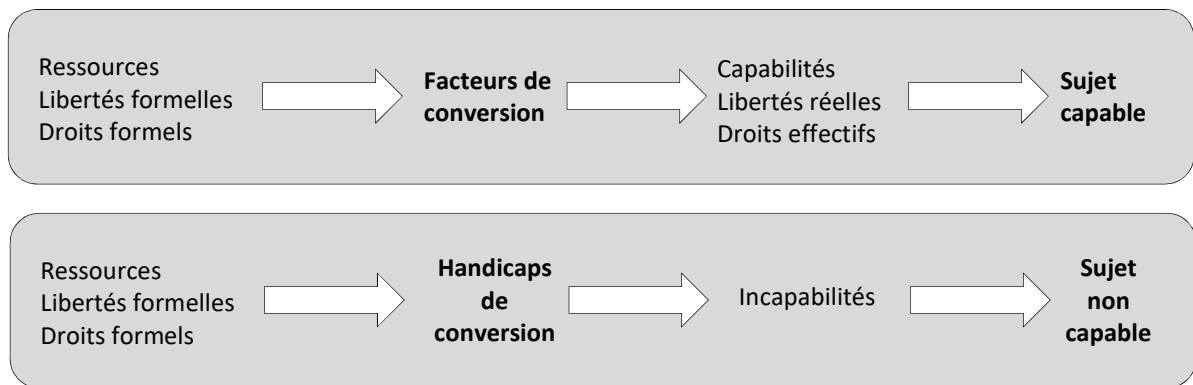 Ressources
Libertés formelles
Droits formels
Facteurs de
conversion
Capabilités
Libertés réelles
Droits effectifs
Sujet
capable
Ressources
Libertés formelles
Droits formels
Handicaps
de
conversion
Incapabilités
Sujet
non
capable